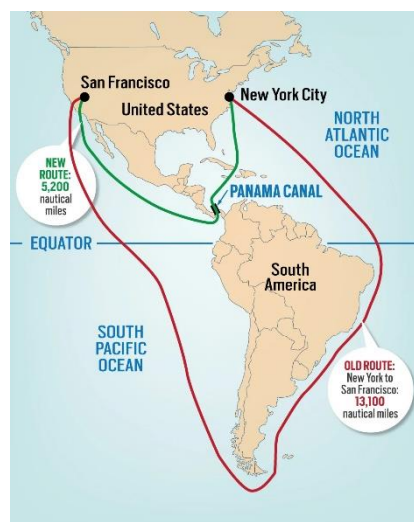 San Francisco
New York City
United States
NORTH
ATLANTIC
OCEAN
NEW
ROUTE:
5,200
nautical
miles
PANAMA CANAL
EQUATOR
South
America
SOUTH
PACIFIC
OCEAN
OLD ROUTE:
New York to
San Francisco:
13,100
nautical miles